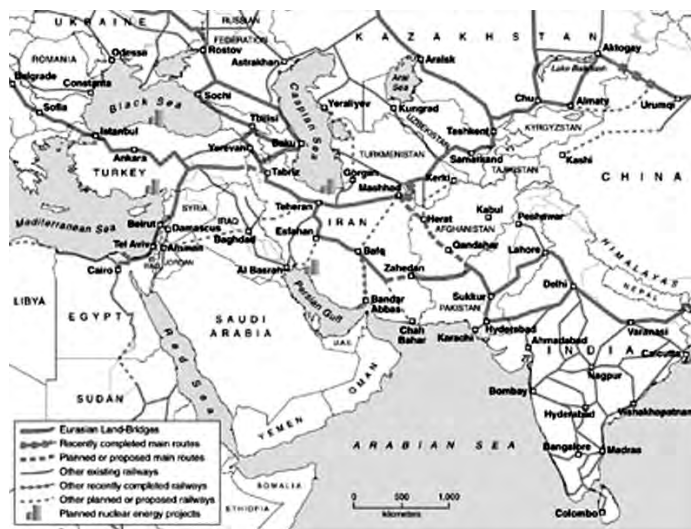 UKRAINE
RUSSIAN
FEDERATION
KAZAKHSTAN
ROMANIA
Odessa
Rostov
Astrakhan
Aralsk
Aktogay
Belgrade
Constanta
Sochi
Aral
Sea
Lake Balkhash
Sofia
Black Sea
Caspian Sea
Yeraliyev
Kungrad
Chu
Almaty
Urumqi
Istanbul
Tbilisi
UZBEKISTAN
Tashkent
KYRGYZSTAN
Ankara
Yerevan
Baku
TURKMENISTAN
Samarkand
Kashi
TURKEY
Tabriz
Gorgan
Mashhad
Kerki
TAJIKISTAN
CHINA
Mediterranean Sea
SYRIA
Teheran
Herat
Kabul
Peshawar
Beirut
Damascus
IRAQ
Baghdad
IRAN
AFGHANISTAN
Esfahan
Qandahar
Tel Aviv
Amman
JORDAN
Bafq
Lahore
HIMALAYAS
Cairo
Al Basrah
Zahedan
Delhi
NEPAL
LIBYA
EGYPT
SAUDI
ARABIA
Persian Gulf
Bandar
Abbas
Sukkur
PAKISTAN
Chah
Bahar
Karachi
Hyderabad
Varanasi
Red Sea
UAE
OMAN
Ahmadabad
INDIA
Calcutta
Nagpur
SUDAN
Bombay
YEMEN
Hyderabad
Vishakhapatnam
ARABIAN SEA
Bangalore
Madras
SOMALIA
ETHIOPIA
Colombo
Eurasian Land-Bridges
Recently completed main routes
Planned or proposed main routes
Other existing railways
Other recently completed railways
Other planned or proposed railways
Planned nuclear energy projects
0 500 1,000
kilometers